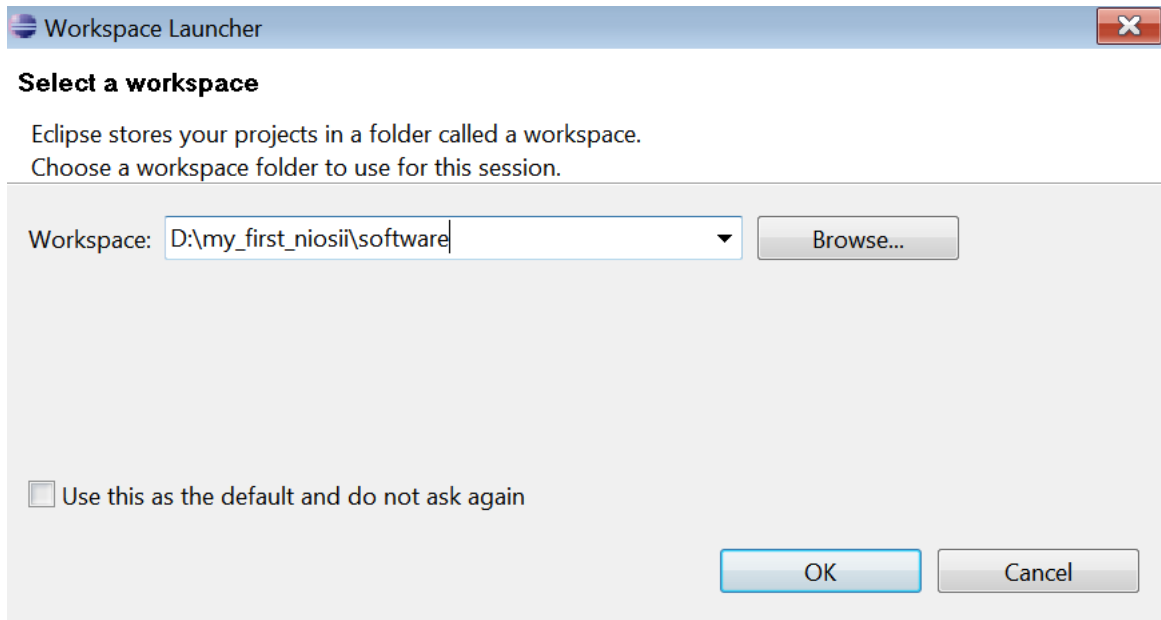 Workspace Launcher
Select a workspace
Eclipse stores your projects in a folder called a workspace.
Choose a workspace folder to use for this session.
Workspace: D:\my_first_niosii\software Browse...
Use this as the default and do not ask again
OK Cancel